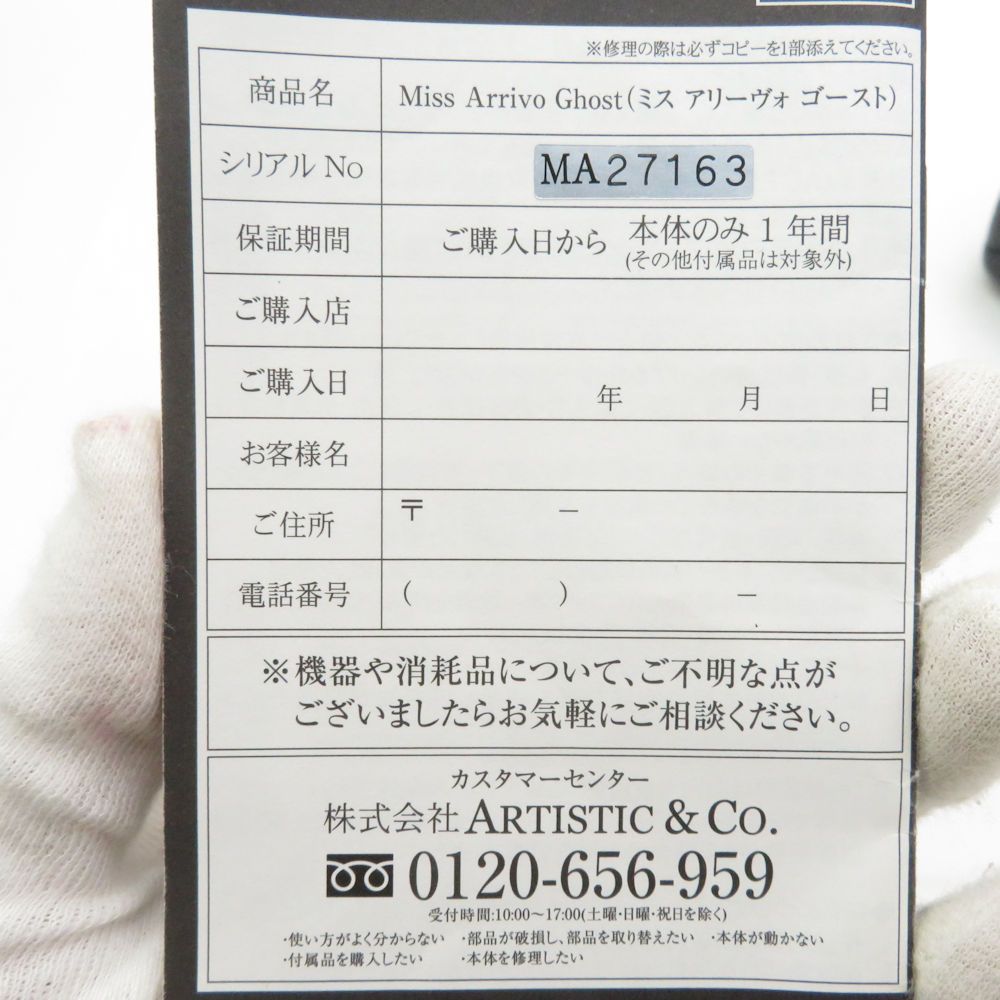 ※修理の際は必ずコピーを1部添えてください。
商品名 Miss Arrivo Ghost(ミス アリーヴォ ゴースト)
シリアルNo MA27163
保証期間 ご購入日から 本体のみ1年間
(その他付属品は対象外)
ご購入店
ご購入日 年 月 日
お客様名
ご住所 〒 −
電話番号 ( ) −
※機器や消耗品について、ご不明な点が
ございましたらお気軽にご相談ください。
カスタマーセンター
株式会社ARTISTIC & CO.
0120-656-959
受付時間:10:00〜17:00(土曜・日曜・祝日を除く)
・使い方がよく分からない ・部品が破損し、部品を取り替えたい ・本体が動かない
・付属品を購入したい ・本体を修理したい